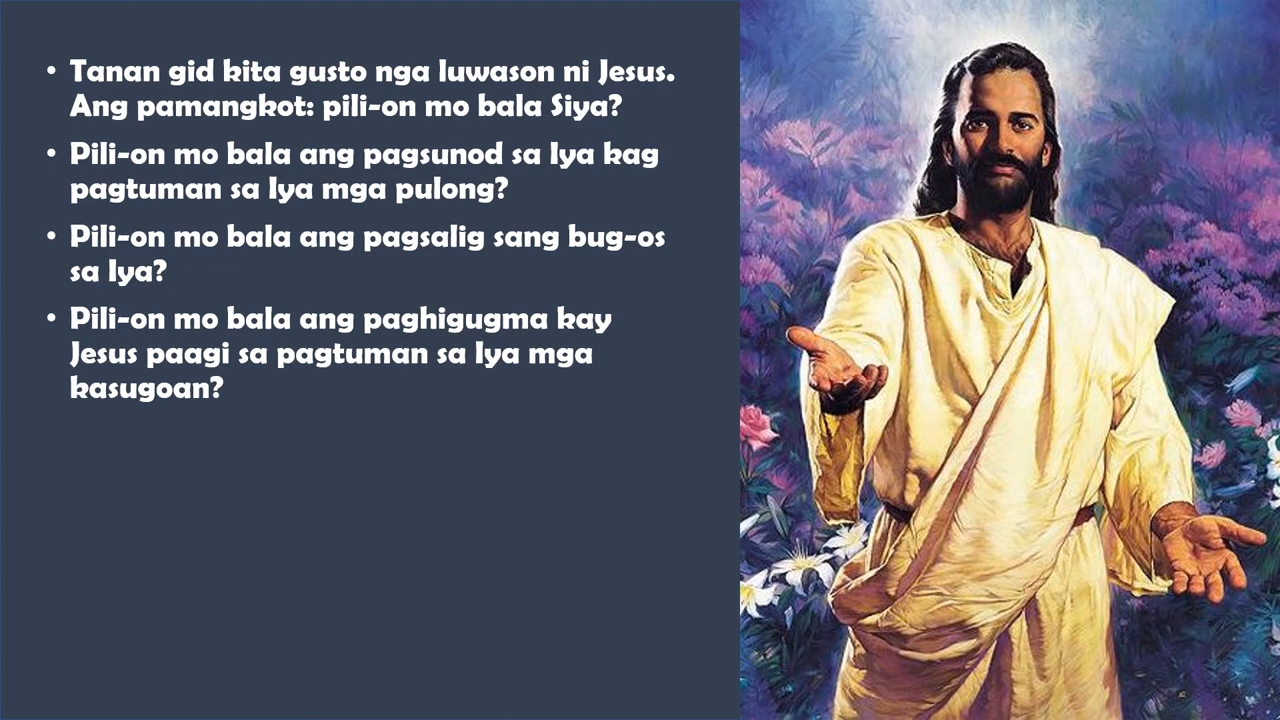 • Tanan gid kita gusto nga luwason ni Jesus.
Ang pamangkot: pili-on mo bala Siya?
• Pili-on mo bala ang pagsunod sa Iya kag
pagtuman sa Iya mga pulong?
• Pili-on mo bala ang pagsalig sang bug-os
sa Iya?
• Pili-on mo bala ang paghigugma kay
Jesus paagi sa pagtuman sa Iya mga
kasugoan?